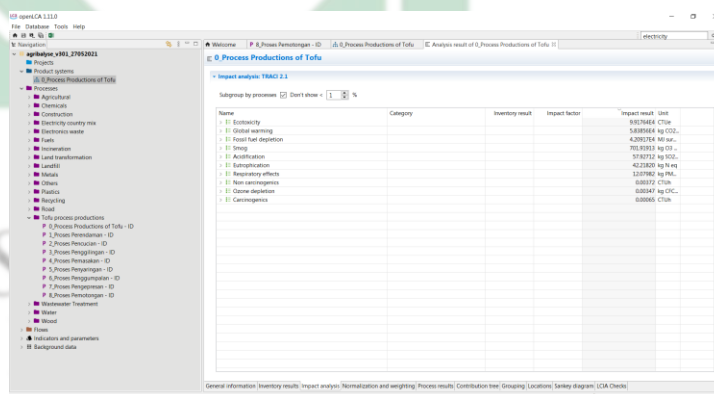 openLCA 1.11.0
File Database Tools Help
electricity
Navigation
Welcome
P 8_Proses Pemotongan - ID
0_Process Productions of Tofu
Analysis result of 0_Process Productions of Tofu
agribalyse_v301_27052021
Projects
Product systems
0_Process Productions of Tofu
Processes
Agricultural
Chemicals
Construction
Electricity country mix
Electronics waste
Fuels
Incineration
Land transformation
Landfill
Metals
Others
Plastics
Recycling
Road
Tofu process productions
P 0_Process Productions of Tofu - ID
P 1_Proses Perendaman - ID
P 2_Proses Pencucian - ID
P 3_Proses Penggilingan - ID
P 4_Proses Pemasakan - ID
P 5_Proses Penyaringan - ID
P 6_Proses Penggumpalan - ID
P 7_Proses Pengepresan - ID
P 8_Proses Pemotongan - ID
Wastewater Treatment
Water
Wood
Flows
Indicators and parameters
Background data
0_Process Productions of Tofu
Impact analysis: TRACI 2.1
Subgroup by processes Don't show < 1 %
Name Category Inventory result Impact factor Impact result Unit
Ecotoxicity 9.91764E4 CTUe
Global warming 5.83856E4 kg CO2...
Fossil fuel depletion 4.20917E4 MJ sur...
Smog 701.91913 kg O3 ...
Acidification 57.92712 kg SO2...
Eutrophication 42.21820 kg N eq
Respiratory effects 12.07982 kg PM...
Non carcinogenics 0.00372 CTUh
Ozone depletion 0.00347 kg CFC...
Carcinogenics 0.00065 CTUh
General information Inventory results Impact analysis Normalization and weighting Process results Contribution tree Grouping Locations Sankey diagram LCIA Checks